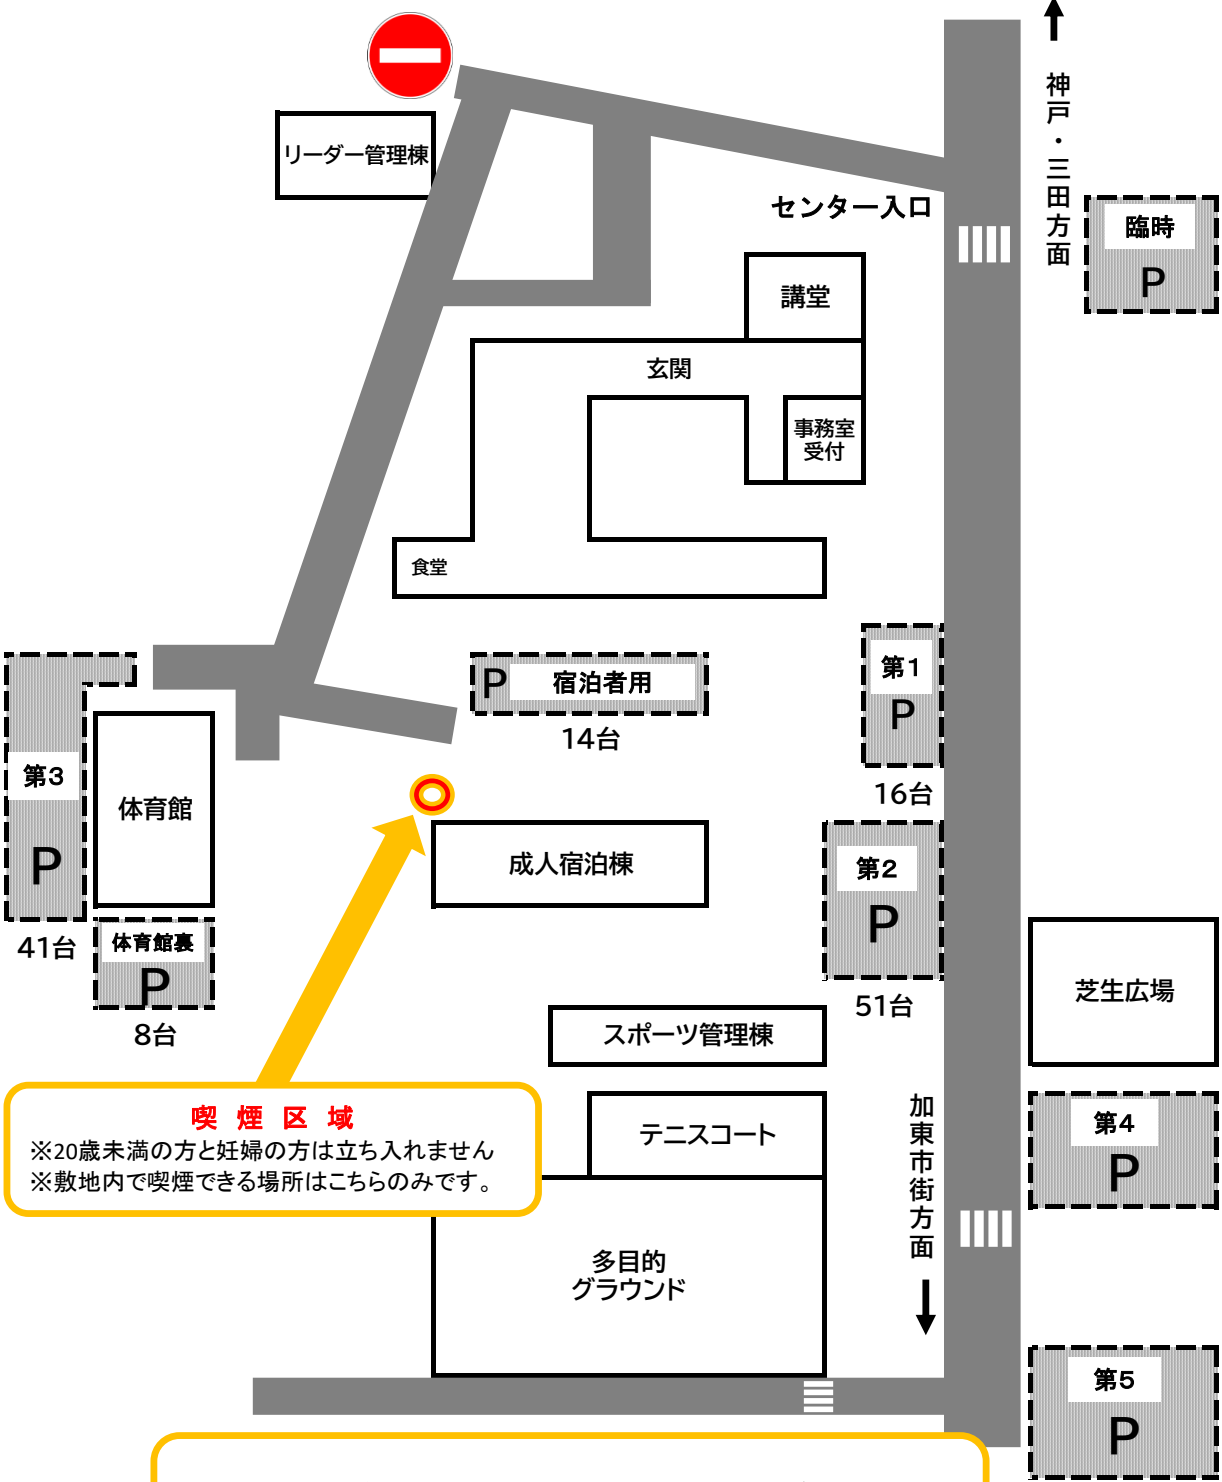 神戸・三田方面
リーダー管理棟
センター入口
臨時
P
講堂
玄関
事務室
受付
食堂
P 宿泊者用
14台
第1
P
16台
第3
P
41台
体育館
体育館裏
P
8台
成人宿泊棟
第2
P
51台
芝生広場
スポーツ管理棟
喫煙区域
※20歳未満の方と妊婦の方は立ち入れません
※敷地内で喫煙できる場所はこちらのみです。
テニスコート
加東市街方面
第4
P
多目的
グラウンド
第5
P